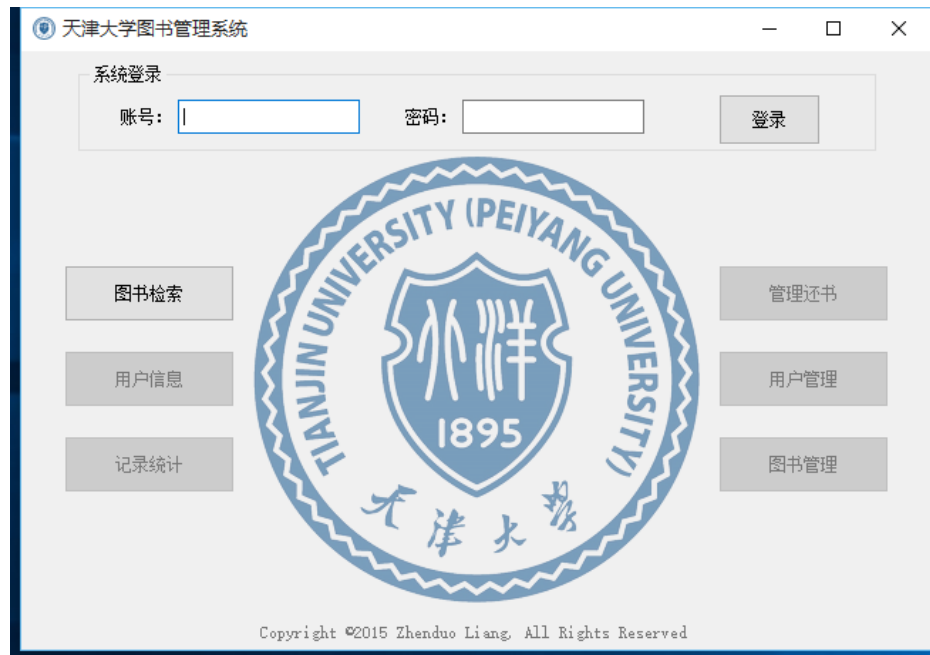 天津大学图书管理系统
系统登录
账号: 密码: 登录
TIANJIN UNIVERSITY (PEIYANG UNIVERSITY)
图书检索 管理还书
用户信息 用户管理
记录统计 图书管理
北洋
1895
天津大学
Copyright ©2015 Zhenduo Liang, All Rights Reserved